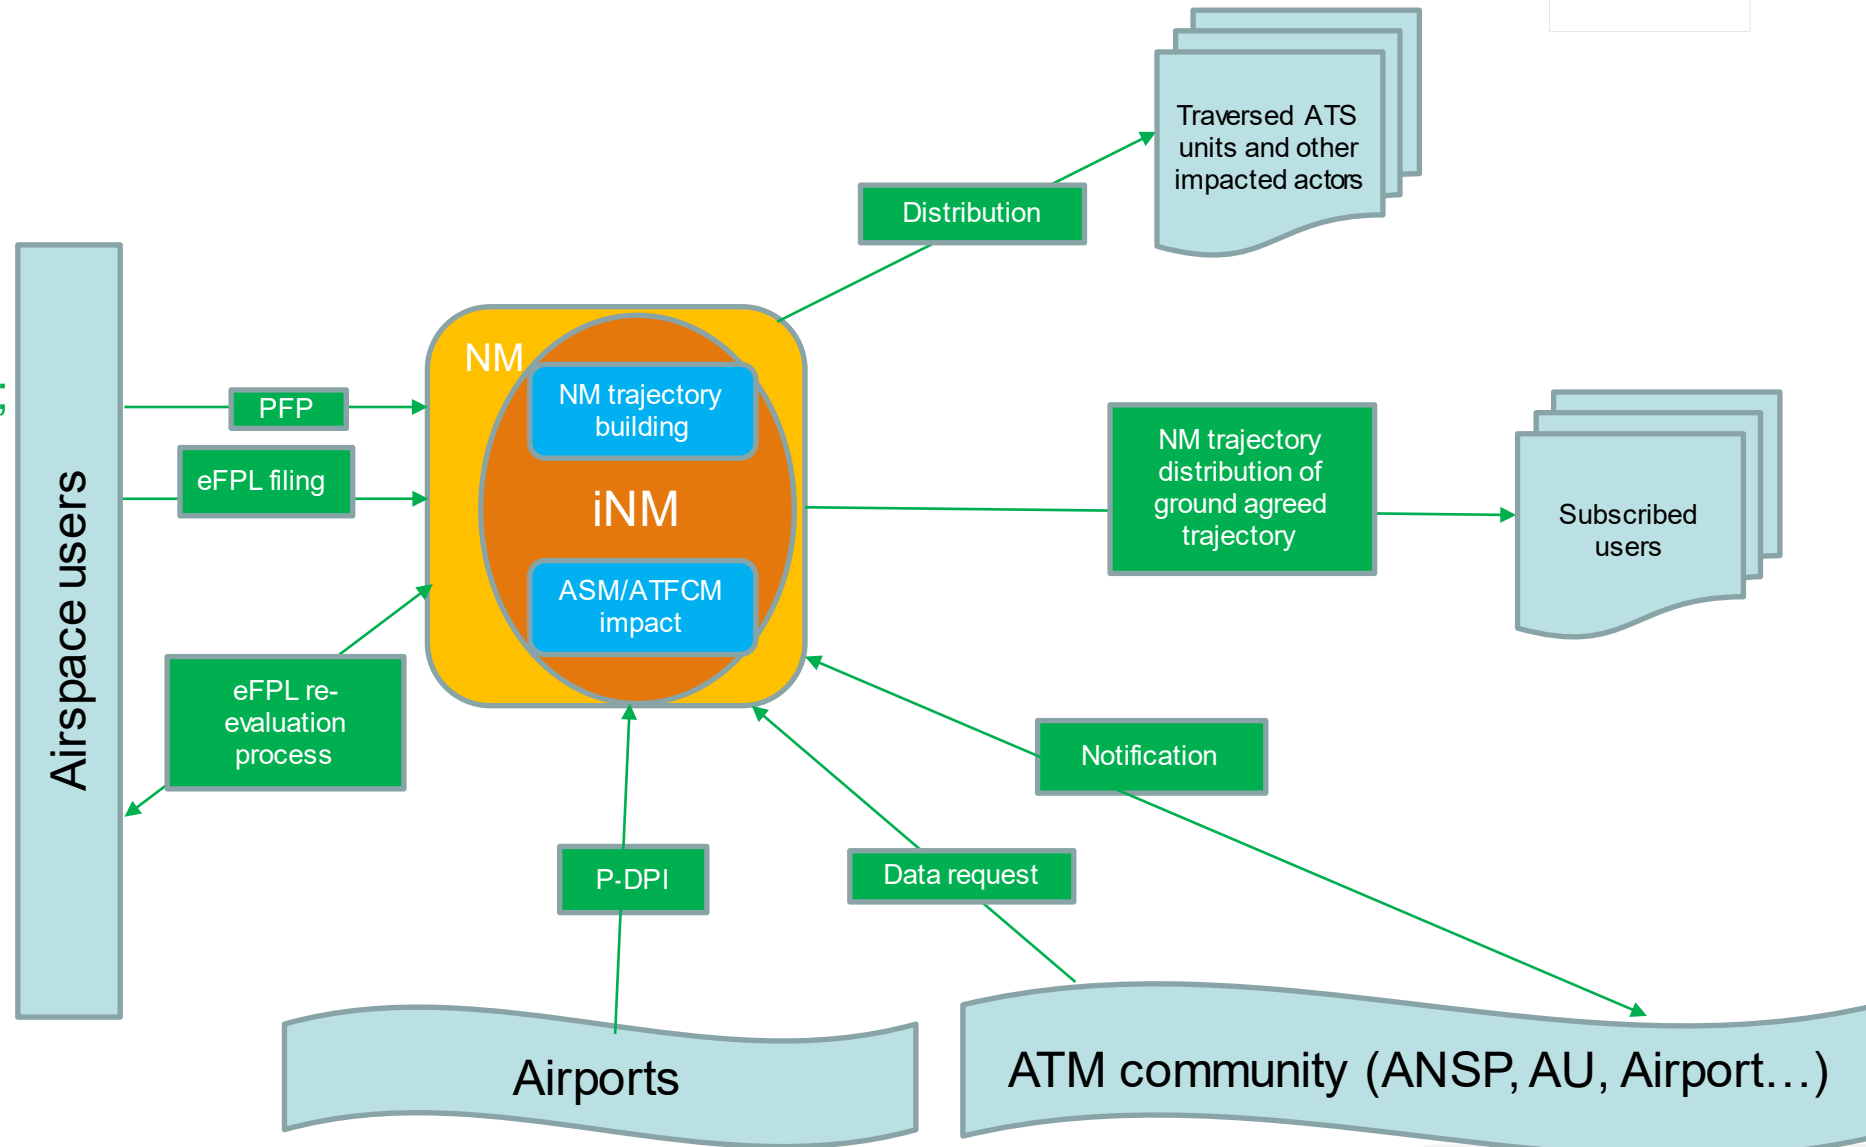 Traversed ATS
units and other
impacted actors
Distribution
NM
NM trajectory
building
iNM
ASM/ATFCM
impact
PFP
eFPL filing
Airspace users
eFPL re-
evaluation
process
NM trajectory
distribution of
ground agreed
trajectory
Subscribed
users
Notification
P-DPI
Data request
Airports
ATM community (ANSP, AU, Airport…)